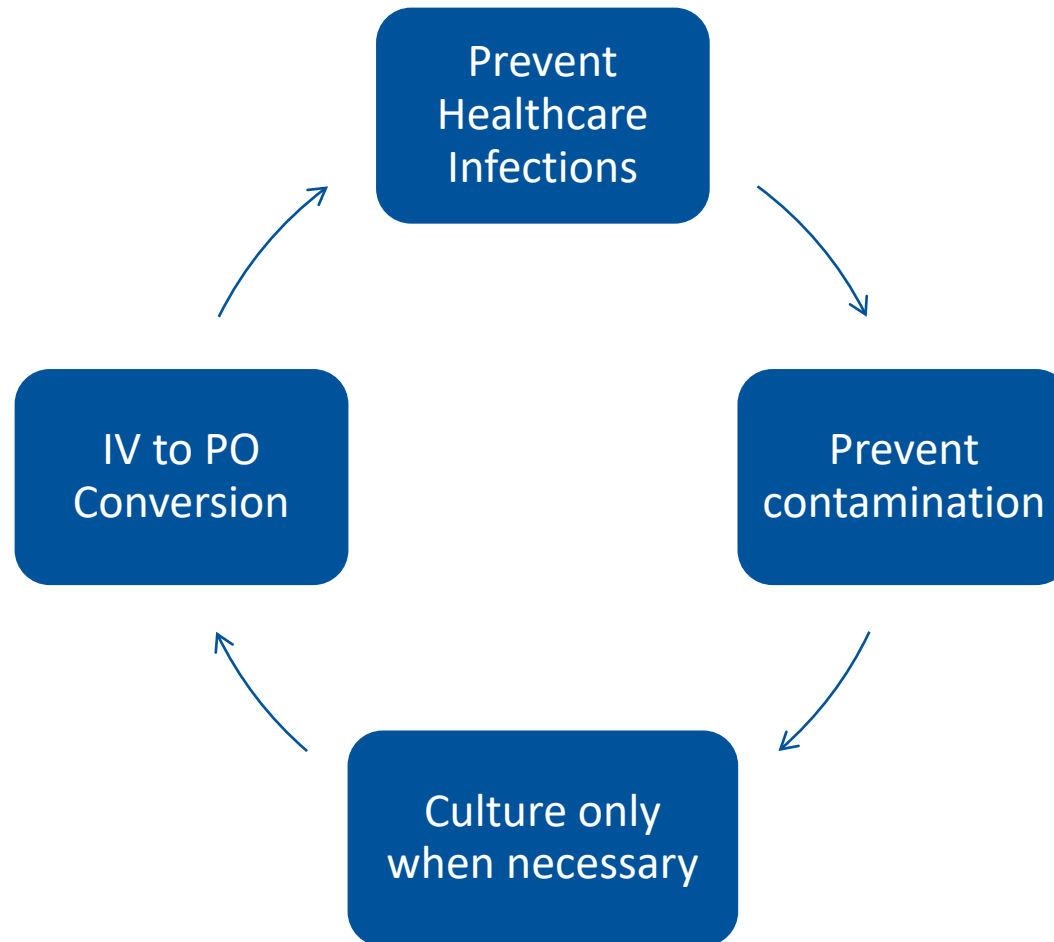 Prevent
Healthcare
Infections
Prevent
contamination
Culture only
when necessary
IV to PO
Conversion